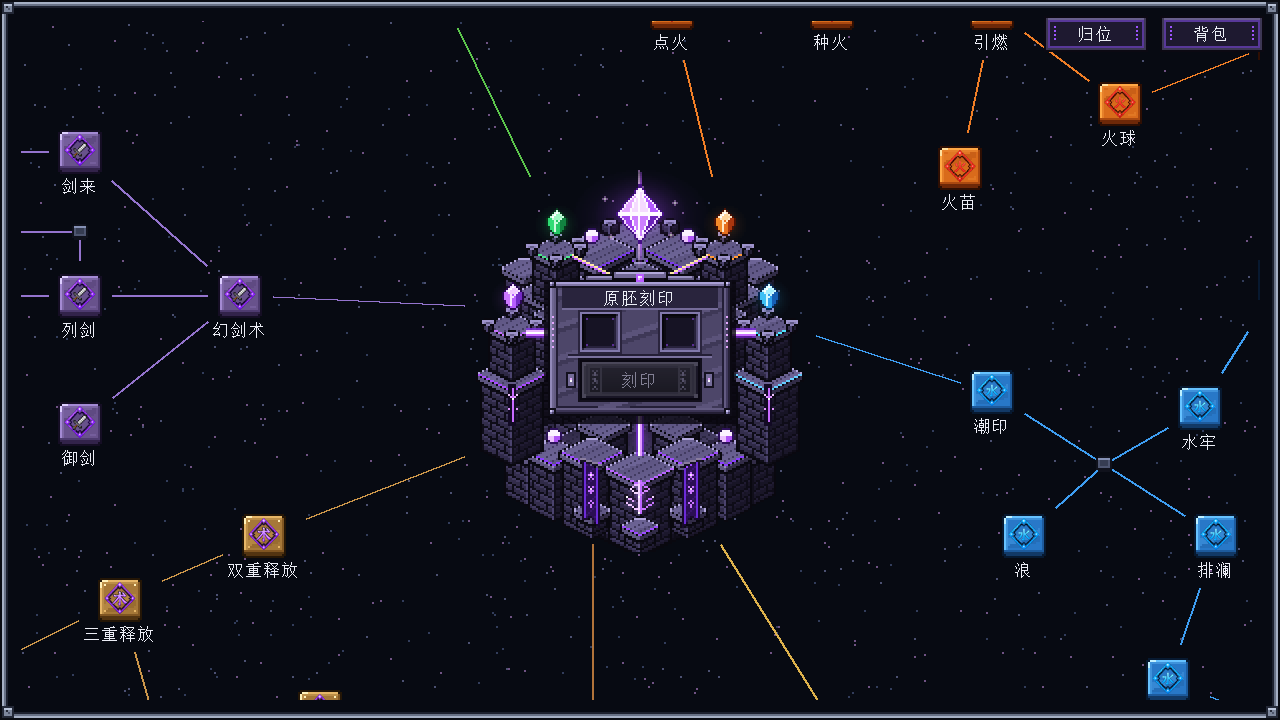 点火
种火
引燃
归位
背包
火球
剑来
火苗
原胚刻印
列剑
幻剑术
刻印
潮印
水牢
御剑
浪
排澜
双重释放
三重释放